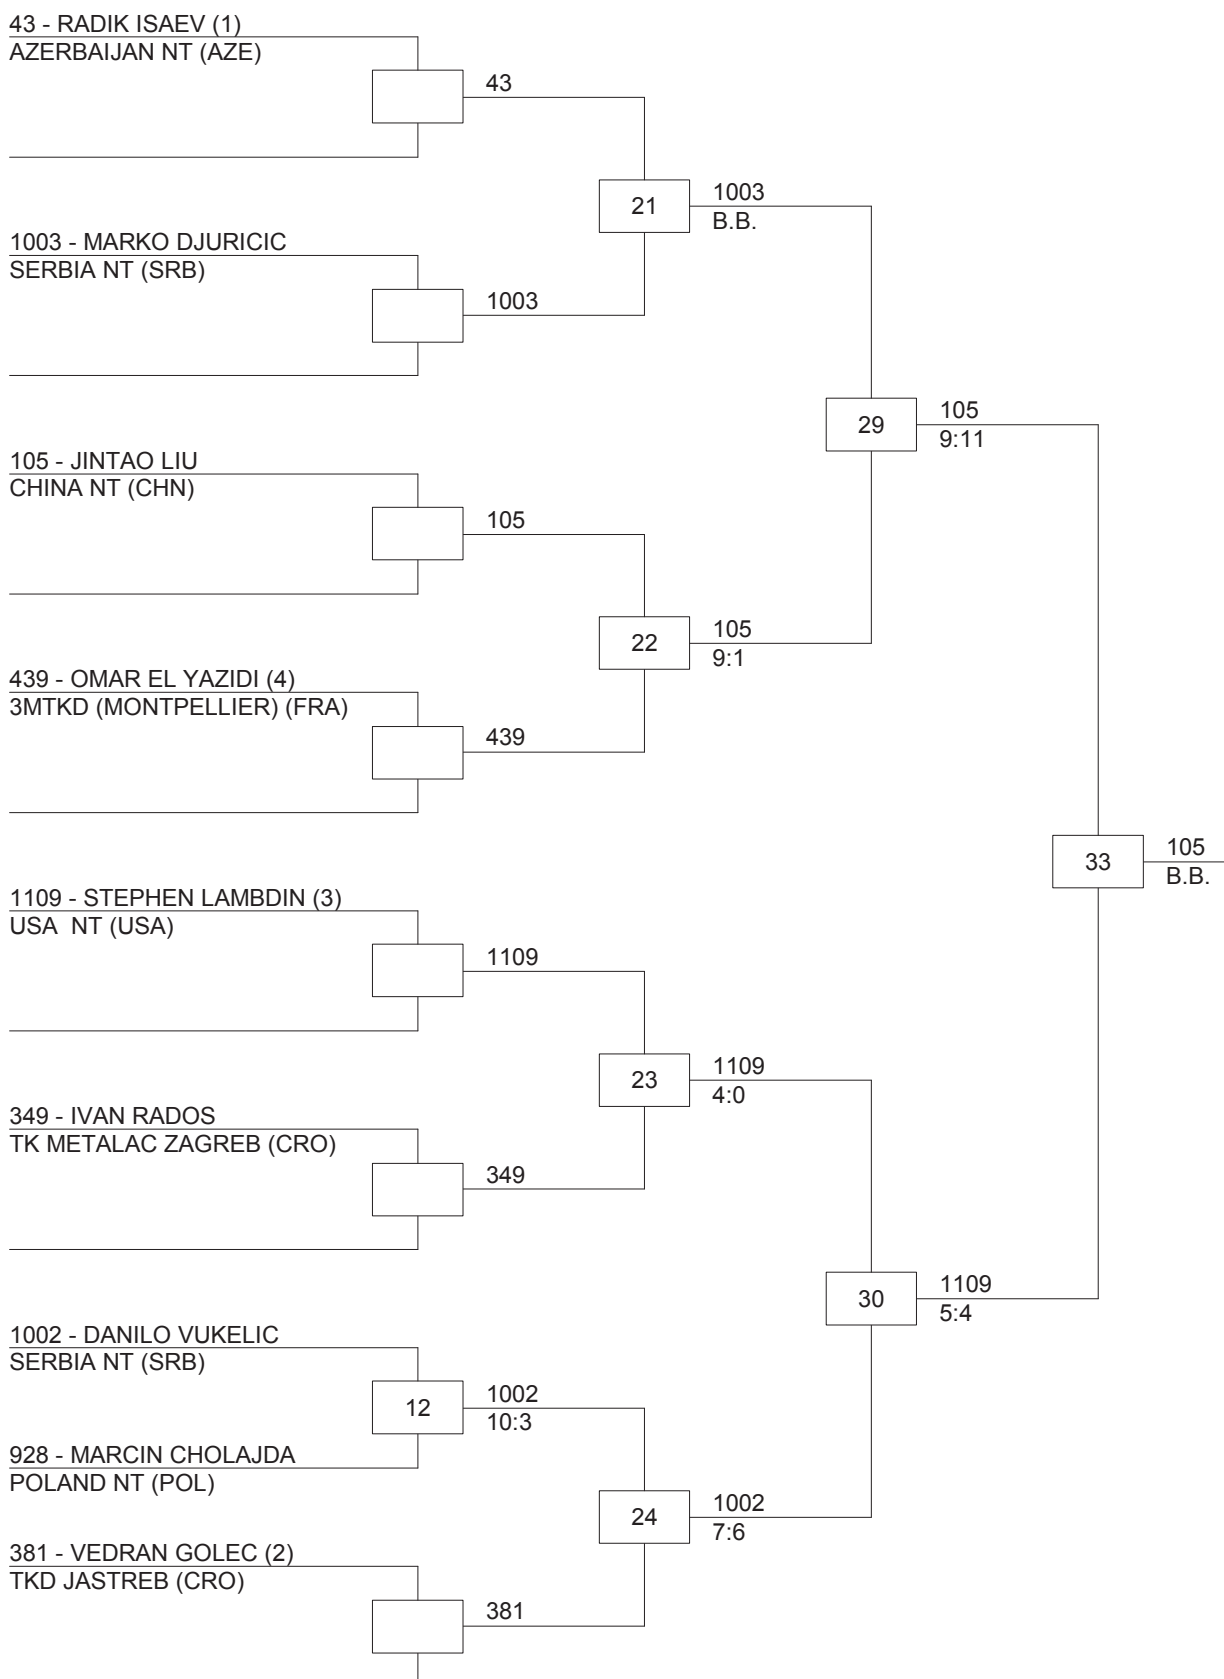 43 - RADIK ISAEV (1)
AZERBAIJAN NT (AZE)
43
21
1003
B.B.
1003 - MARKO DJURICIC
SERBIA NT (SRB)
1003
29
105
9:11
105 - JINTAO LIU
CHINA NT (CHN)
105
22
105
9:1
439 - OMAR EL YAZIDI (4)
3MTKD (MONTPELLIER) (FRA)
439
33
105
B.B.
1109 - STEPHEN LAMBDIN (3)
USA  NT (USA)
1109
23
1109
4:0
349 - IVAN RADOS
TK METALAC ZAGREB (CRO)
349
30
1109
5:4
1002 - DANILO VUKELIC
SERBIA NT (SRB)
12
1002
10:3
928 - MARCIN CHOLAJDA
POLAND NT (POL)
24
1002
7:6
381 - VEDRAN GOLEC (2)
TKD JASTREB (CRO)
381